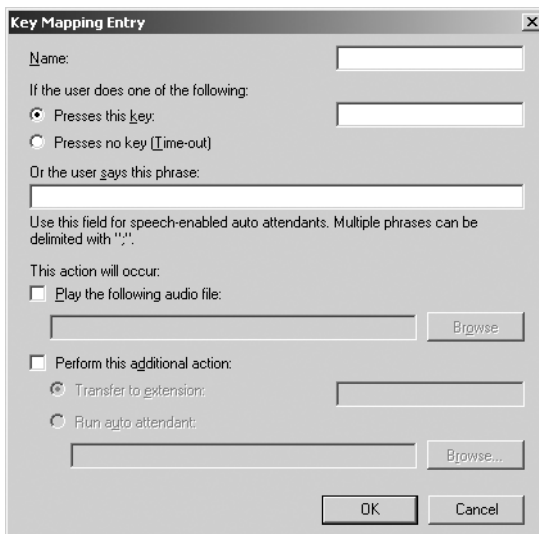 Key Mapping Entry
Name:
If the user does one of the following:
Presses this key:
Presses no key (Time-out)
Or the user says this phrase:
Use this field for speech-enabled auto attendants. Multiple phrases can be
delimited with ";".
This action will occur:
Play the following audio file:
Browse
Perform this additional action:
Transfer to extension:
Run auto attendant:
Browse...
OK Cancel